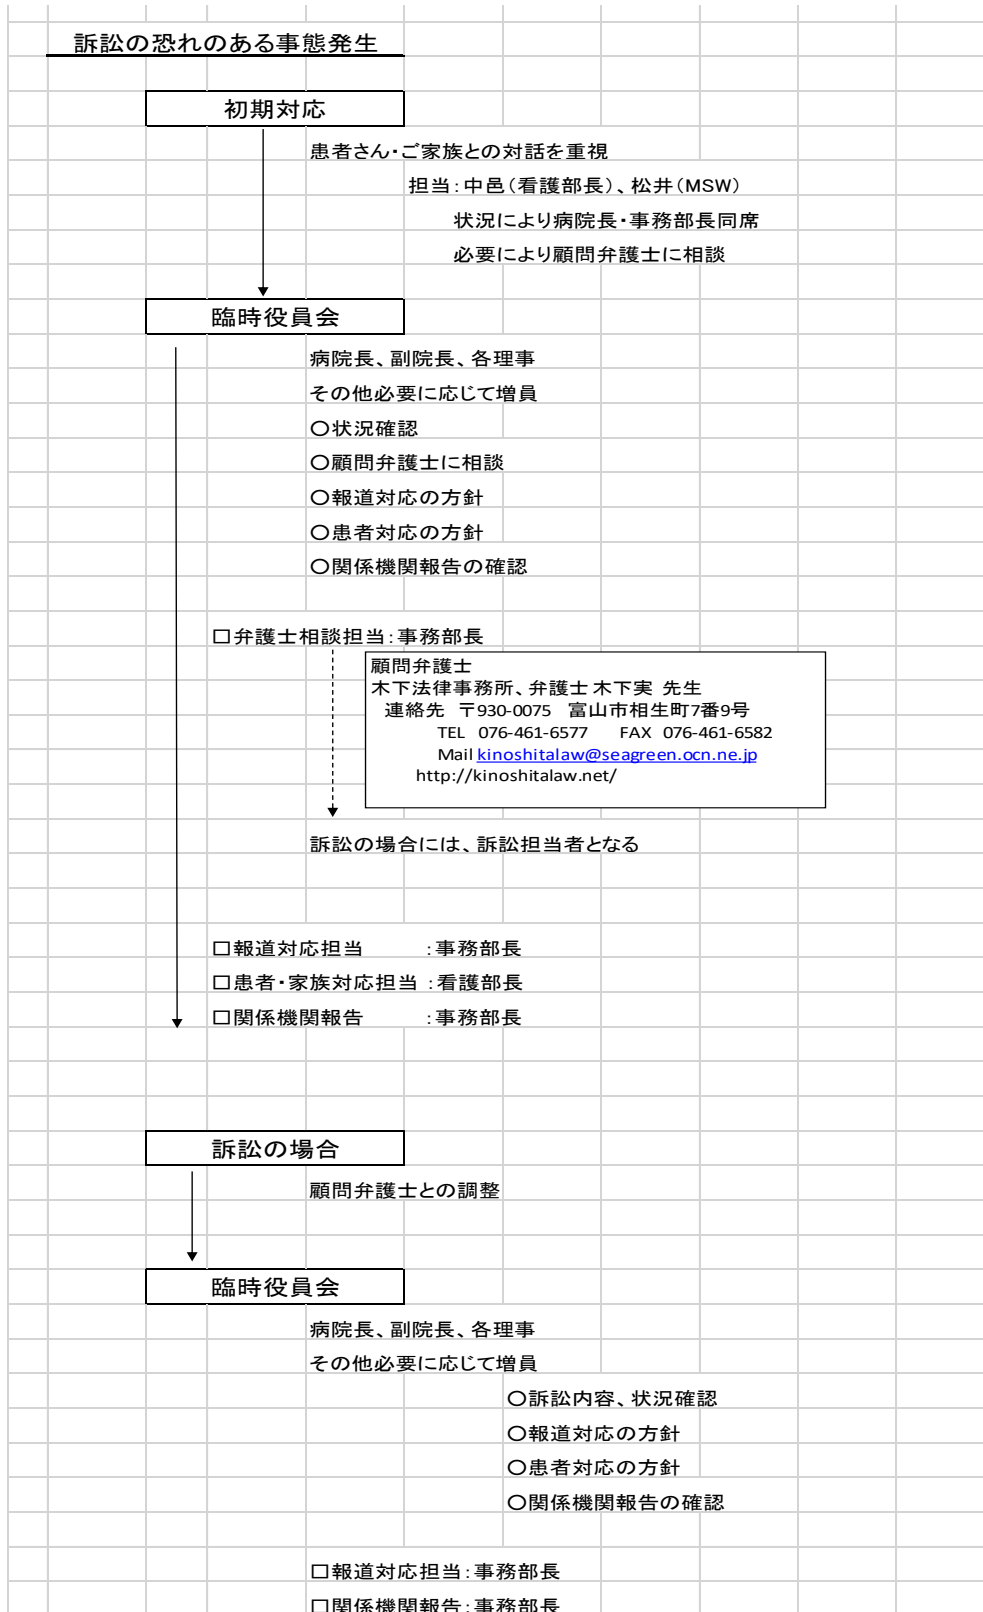 訴訟の恐れのある事態発生
初期対応
患者さん・ご家族との対話を重視
担当：中邑（看護部長）、松井（MSW）
状況により病院長・事務部長同席
必要により顧問弁護士に相談
臨時役員会
病院長、副院長、各理事
その他必要に応じて増員
〇状況確認
〇顧問弁護士に相談
〇報道対応の方針
〇患者対応の方針
〇関係機関報告の確認
□弁護士相談担当：事務部長
顧問弁護士
木下法律事務所、弁護士 木下実 先生
連絡先　〒930-0075　富山市相生町7番9号
TEL　076-461-6577　　FAX　076-461-6582
Mail kinoshitalaw@seagreen.ocn.ne.jp
http://kinoshitalaw.net/
訴訟の場合には、訴訟担当者となる
□報道対応担当　　　：事務部長
□患者・家族対応担当 ：看護部長
□関係機関報告　　　：事務部長
訴訟の場合
顧問弁護士との調整
臨時役員会
病院長、副院長、各理事
その他必要に応じて増員
〇訴訟内容、状況確認
〇報道対応の方針
〇患者対応の方針
〇関係機関報告の確認
□報道対応担当：事務部長
□関係機関報告：事務部長